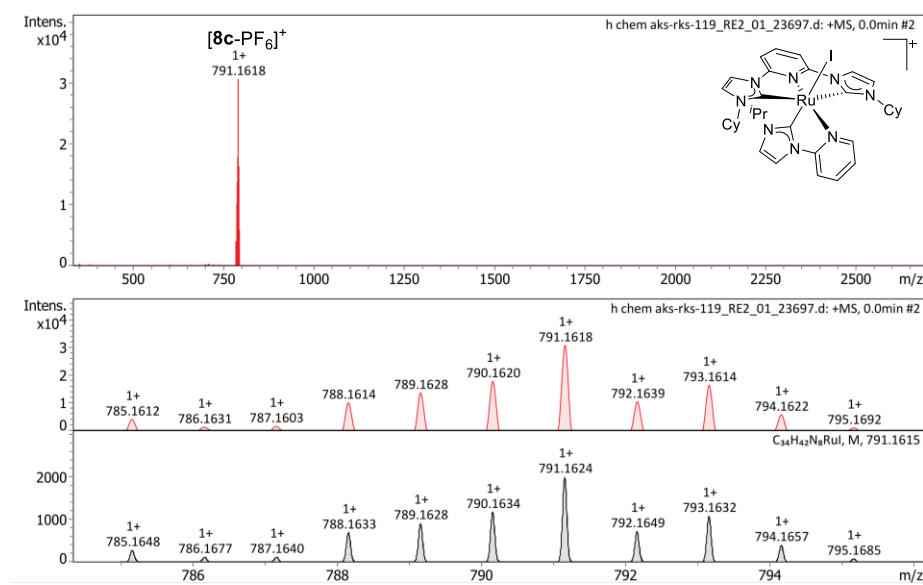 Intens.
x10⁴
h chem aks-rks-119_RE2_01_23697.d: +MS, 0.0min #2
[8c-PF₆]⁺
1+
791.1618
3
2
1
0
500
750
1000
1250
1500
1750
2000
2250
2500
m/z
+
I
N
N
N
N
N
N
Ru
Cy
ⁱPr
Cy
N
N
N
Intens.
x10⁴
h chem aks-rks-119_RE2_01_23697.d: +MS, 0.0min #2
3
2
1
0
1+
785.1612
1+
786.1631
1+
787.1603
788.1614
789.1628
1+
790.1620
1+
791.1618
1+
792.1639
1+
793.1614
1+
794.1622
1+
795.1692
C₃₄H₄₂N₈RuI, M, 791.1615
2000
1000
0
1+
785.1648
1+
786.1677
1+
787.1640
1+
788.1633
1+
789.1628
1+
790.1634
1+
791.1624
1+
792.1649
1+
793.1632
1+
794.1657
1+
795.1685
786
788
790
792
794
m/z